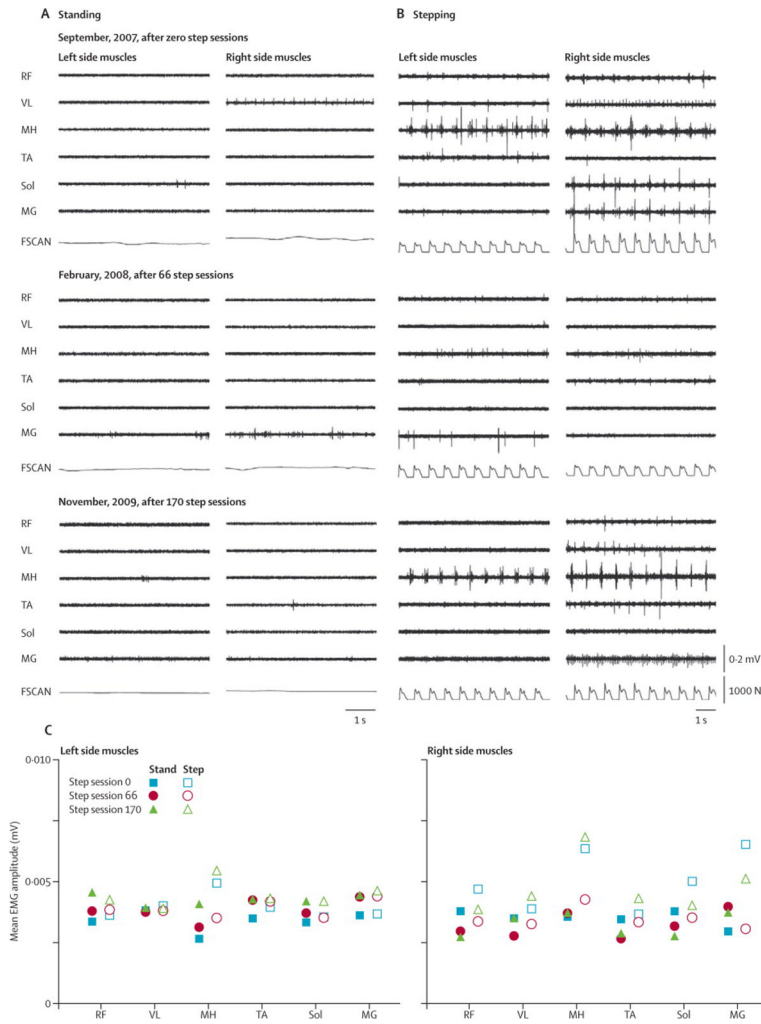 A Standing
B Stepping
September, 2007, after zero step sessions
Left side muscles
Right side muscles
Left side muscles
Right side muscles
RF
VL
MH
TA
Sol
MG
FSCAN
February, 2008, after 66 step sessions
RF
VL
MH
TA
Sol
MG
FSCAN
November, 2009, after 170 step sessions
RF
VL
MH
TA
Sol
MG
FSCAN
0·2 mV
1000 N
1 s
1 s
C
Left side muscles
Right side muscles
Stand Step
Step session 0
Step session 66
Step session 170
Mean EMG amplitude (mV)
0·010
0·005
0
RF VL MH TA Sol MG
RF VL MH TA Sol MG